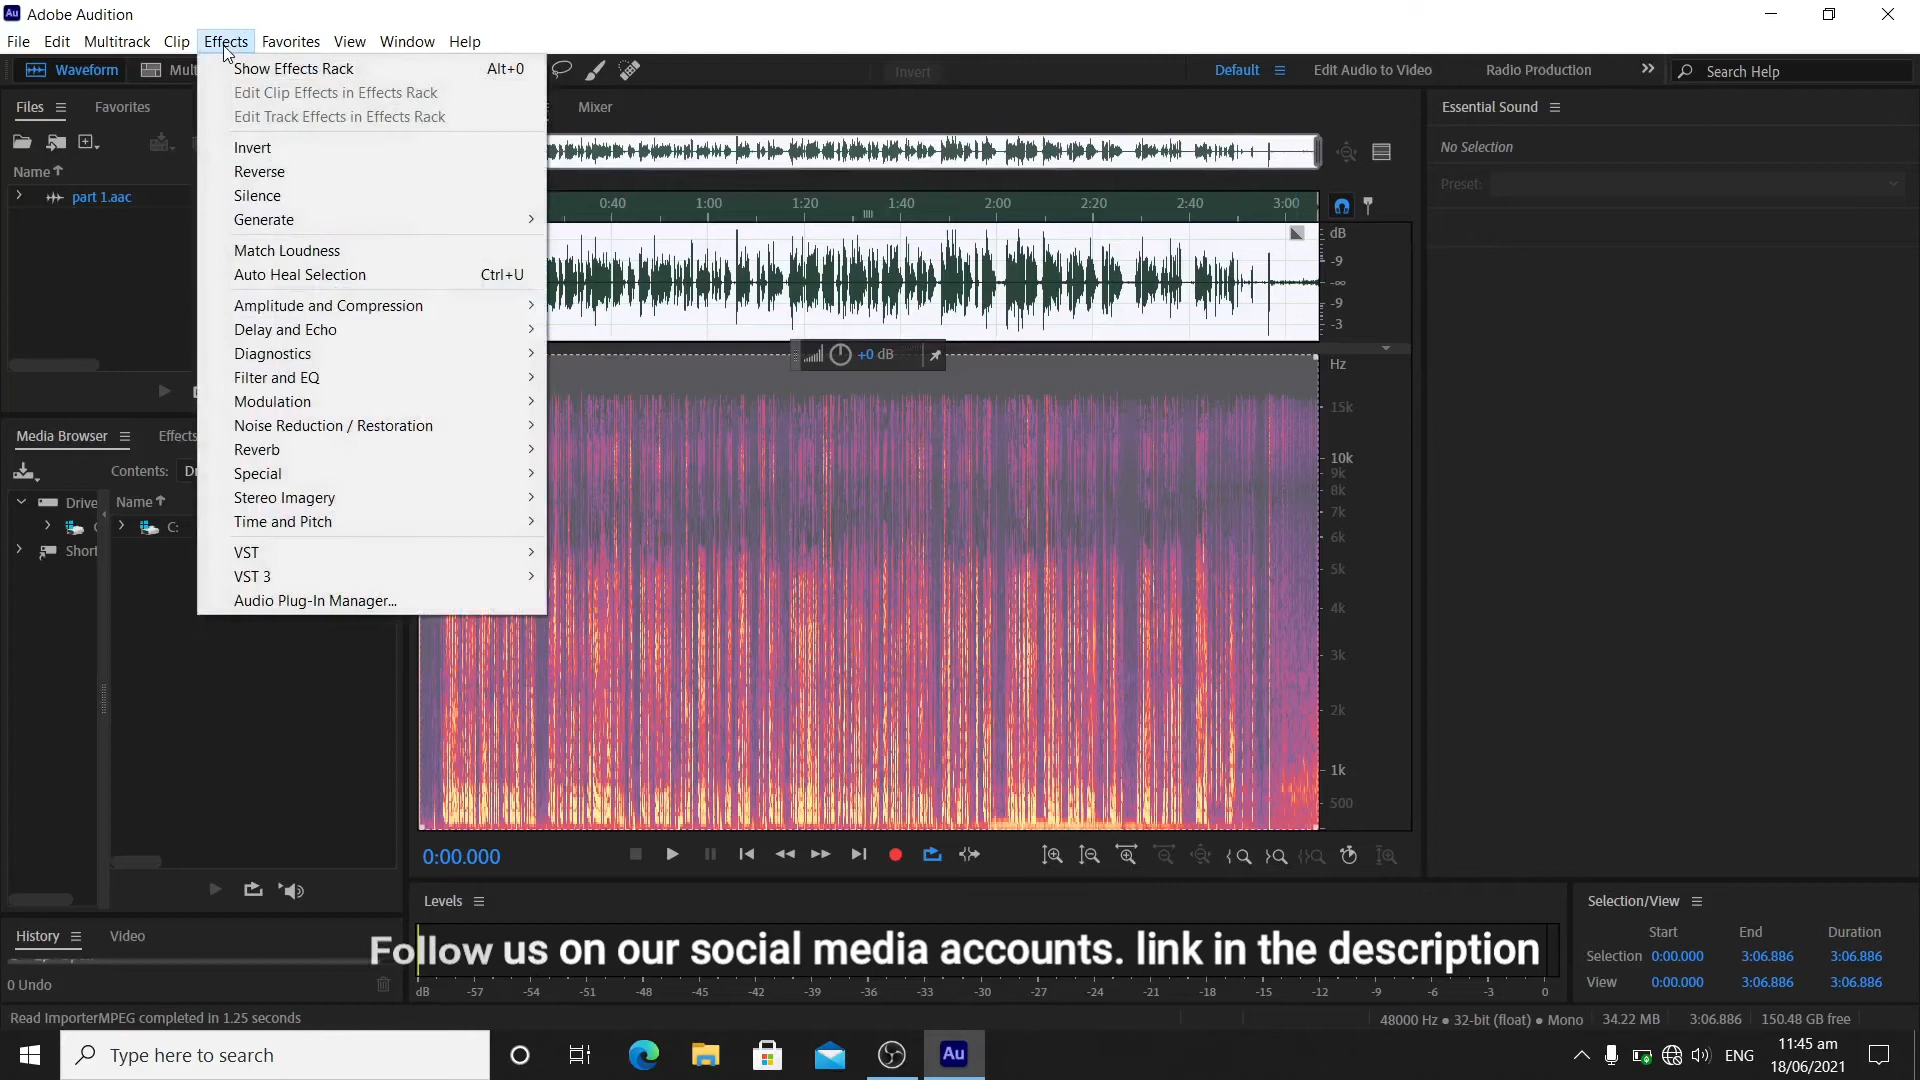 Adobe Audition
File Edit Multitrack Clip Effects Favorites View Window Help
Waveform Mult Invert Default Edit Audio to Video Radio Production Search Help
Show Effects Rack Alt+0
Edit Clip Effects in Effects Rack
Edit Track Effects in Effects Rack
Invert
Reverse
Silence
Generate
Match Loudness
Auto Heal Selection Ctrl+U
Amplitude and Compression
Delay and Echo
Diagnostics
Filter and EQ
Modulation
Noise Reduction / Restoration
Reverb
Special
Stereo Imagery
Time and Pitch
VST
VST 3
Audio Plug-In Manager...
Files Favorites
Name
part 1.aac
Media Browser Effects
Contents: Dr
Drive Name
C:
Short
Mixer
0:40 1:00 1:20 1:40 2:00 2:20 2:40 3:00
dB
-9
-∞
-9
-3
+0 dB
Hz
15k
10k
9k
8k
7k
6k
5k
4k
3k
2k
1k
500
0:00.000
Essential Sound
No Selection
Preset:
History Video
0 Undo
Levels
Follow us on our social media accounts. link in the description
dB -57 -54 -51 -48 -45 -42 -39 -36 -33 -30 -27 -24 -21 -18 -15 -12 -9 -6 -3 0
Selection/View
Start End Duration
Selection 0:00.000 3:06.886 3:06.886
View 0:00.000 3:06.886 3:06.886
Read ImporterMPEG completed in 1.25 seconds
48000 Hz • 32-bit (float) • Mono 34.22 MB 3:06.886 150.48 GB free
Type here to search
Au
ENG
11:45 am
18/06/2021